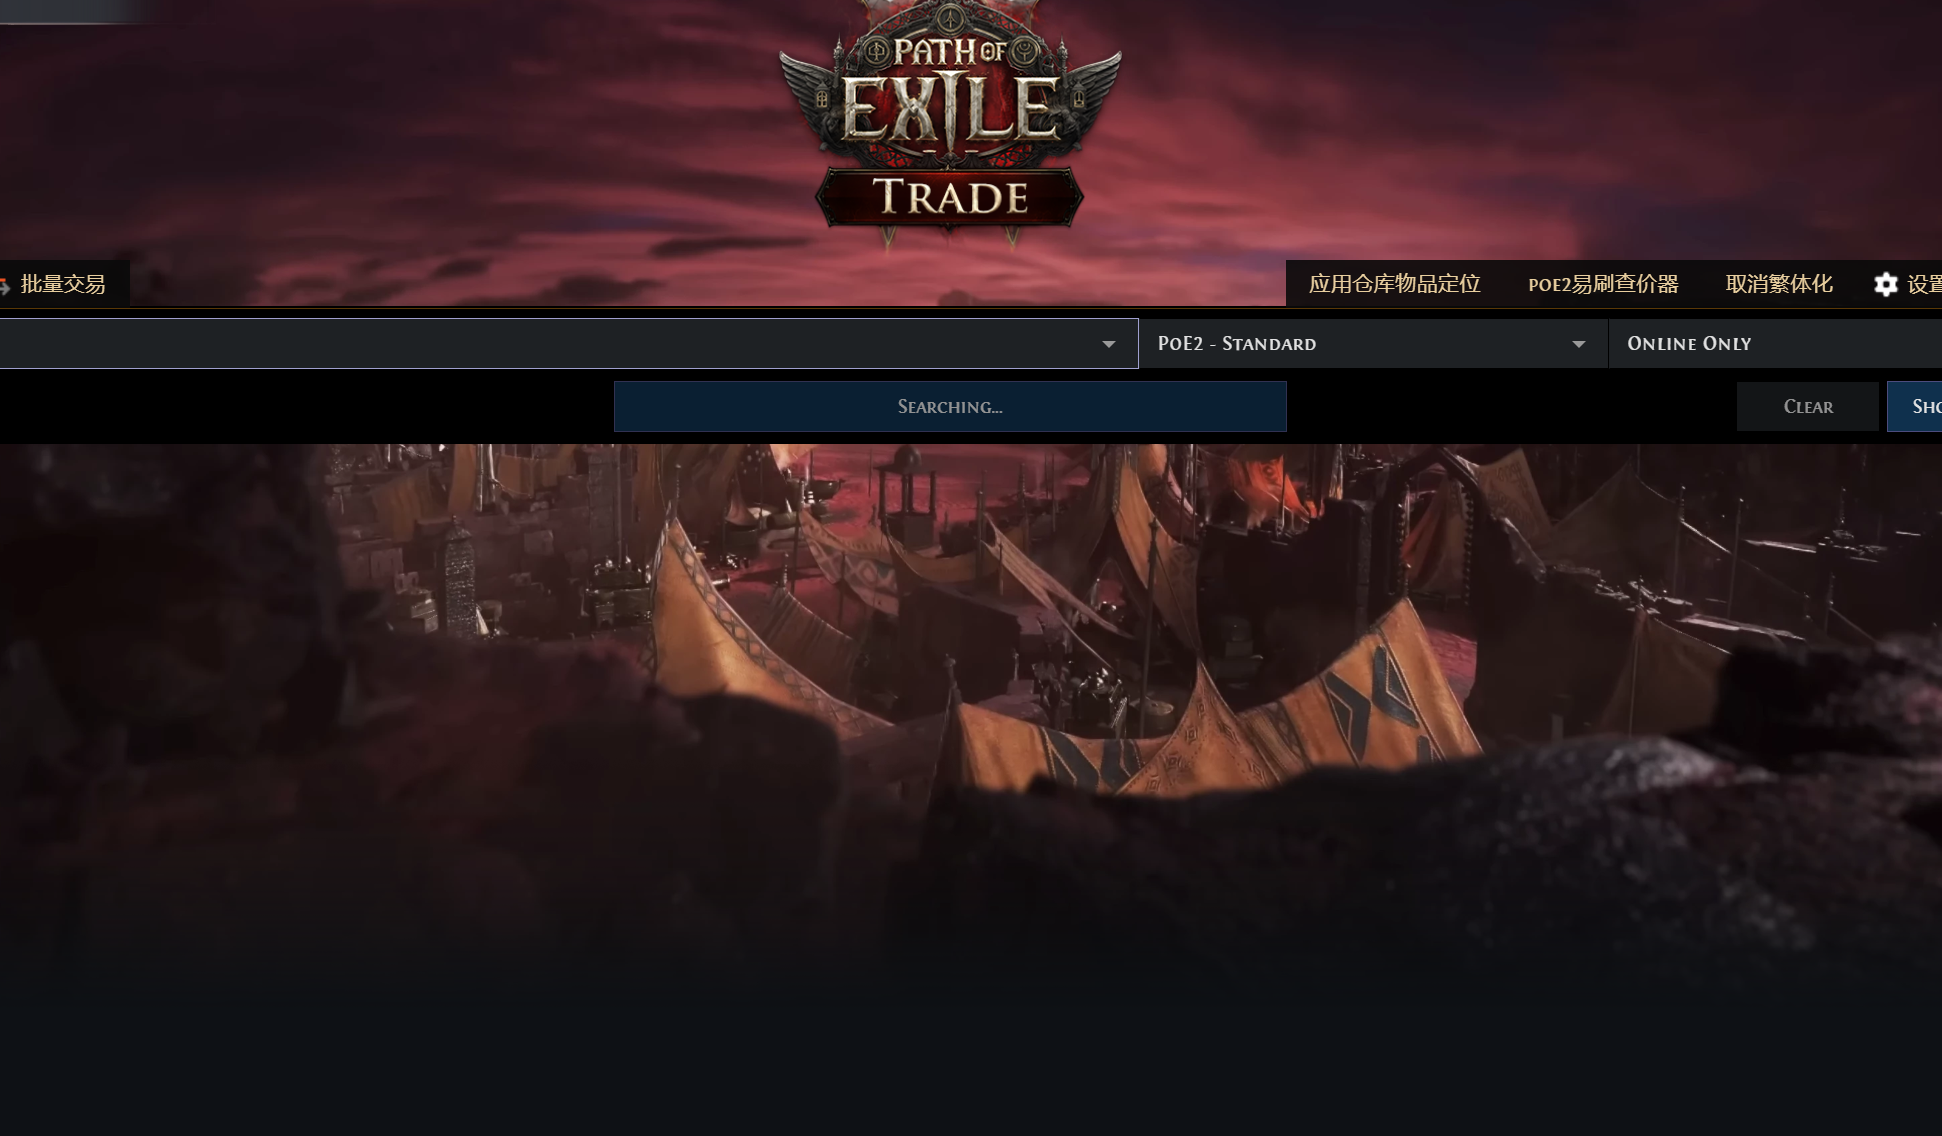 PATH OF
EXILE
TRADE
批量交易
应用仓库物品定位
POE2易刷查价器
取消繁体化
设置
PoE2 - Standard
Online Only
Searching...
Clear